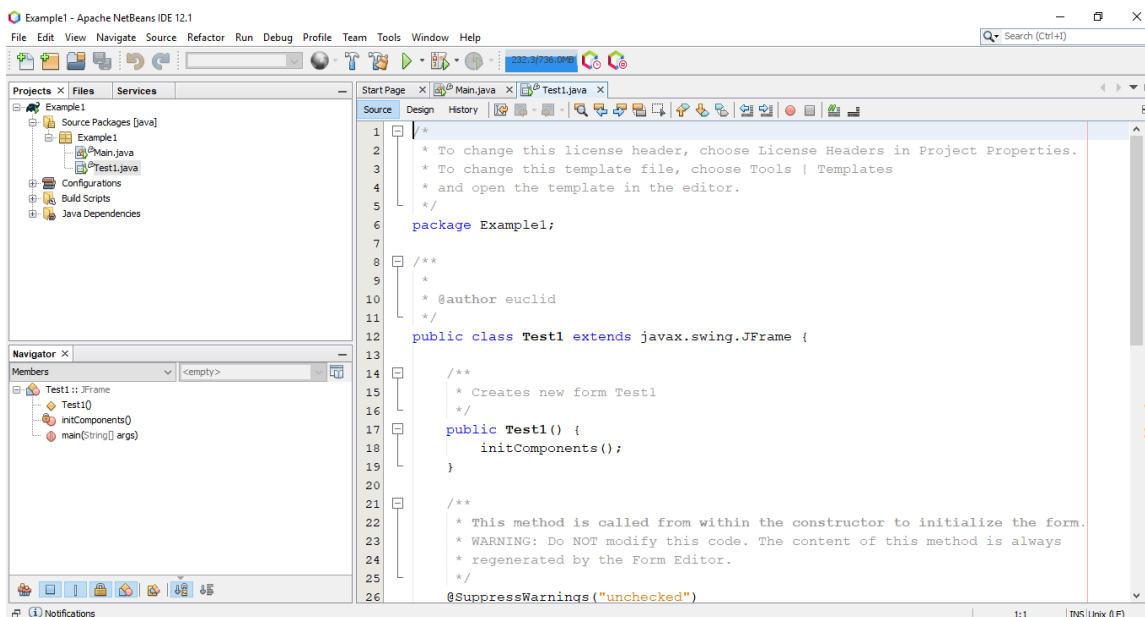 Example1 - Apache NetBeans IDE 12.1
File Edit View Navigate Source Refactor Run Debug Profile Team Tools Window Help
Search (Ctrl+I)
232.3/736.0MB
Projects Files Services
Example1
Source Packages [java]
Example1
Main.java
Test1.java
Configurations
Build Scripts
Java Dependencies
Navigator
Members <empty>
Test1 :: JFrame
Test1()
initComponents()
main(String[] args)
Start Page Main.java Test1.java
Source Design History
1 /*
2 * To change this license header, choose License Headers in Project Properties.
3 * To change this template file, choose Tools | Templates
4 * and open the template in the editor.
5 */
6 package Example1;
7
8 /**
9 *
10 * @author euclid
11 */
12 public class Test1 extends javax.swing.JFrame {
13
14 /**
15 * Creates new form Test1
16 */
17 public Test1() {
18 initComponents();
19 }
20
21 /**
22 * This method is called from within the constructor to initialize the form.
23 * WARNING: Do NOT modify this code. The content of this method is always
24 * regenerated by the Form Editor.
25 */
26 @SuppressWarnings("unchecked")
Notifications
1:1 INS Unix (LF)